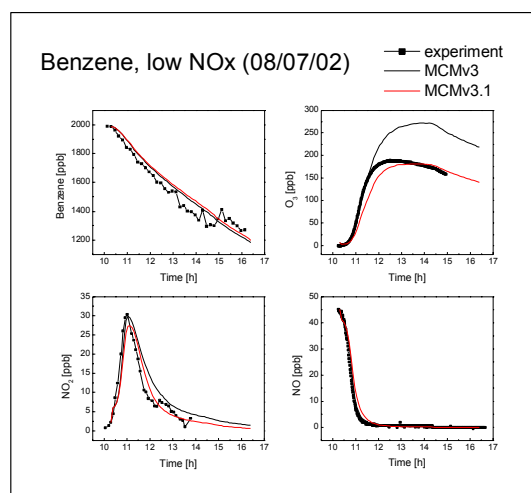 Benzene, low NOx (08/07/02)
experiment
MCMv3
MCMv3.1
2000
1800
1600
1400
1200
Benzene [ppb]
10 11 12 13 14 15 16 17
Time [h]
300
250
200
150
100
50
0
O3 [ppb]
10 11 12 13 14 15 16 17
Time [h]
35
30
25
20
15
10
5
0
NO2 [ppb]
10 11 12 13 14 15 16 17
Time [h]
50
40
30
20
10
0
NO [ppb]
10 11 12 13 14 15 16 17
Time [h]